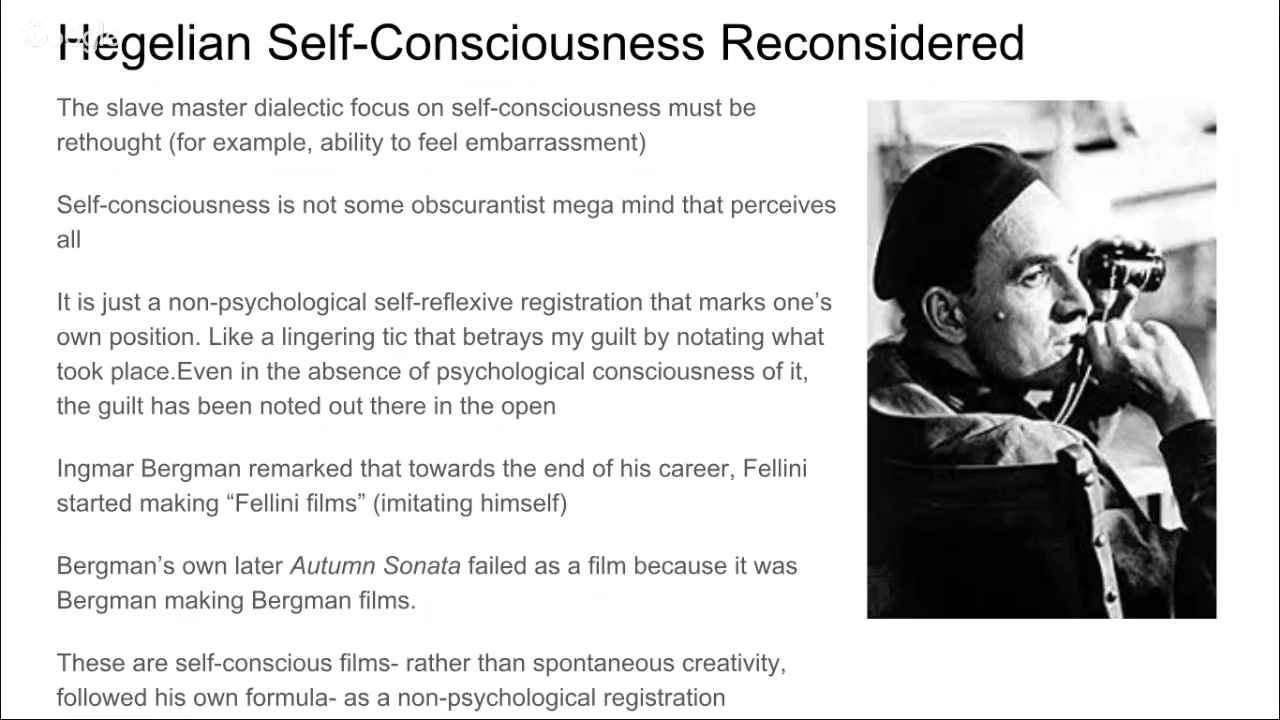 Google
Hegelian Self-Consciousness Reconsidered
The slave master dialectic focus on self-consciousness must be
rethought (for example, ability to feel embarrassment)
Self-consciousness is not some obscurantist mega mind that perceives
all
It is just a non-psychological self-reflexive registration that marks one’s
own position. Like a lingering tic that betrays my guilt by notating what
took place.Even in the absence of psychological consciousness of it,
the guilt has been noted out there in the open
Ingmar Bergman remarked that towards the end of his career, Fellini
started making “Fellini films” (imitating himself)
Bergman’s own later Autumn Sonata failed as a film because it was
Bergman making Bergman films.
These are self-conscious films- rather than spontaneous creativity,
followed his own formula- as a non-psychological registration